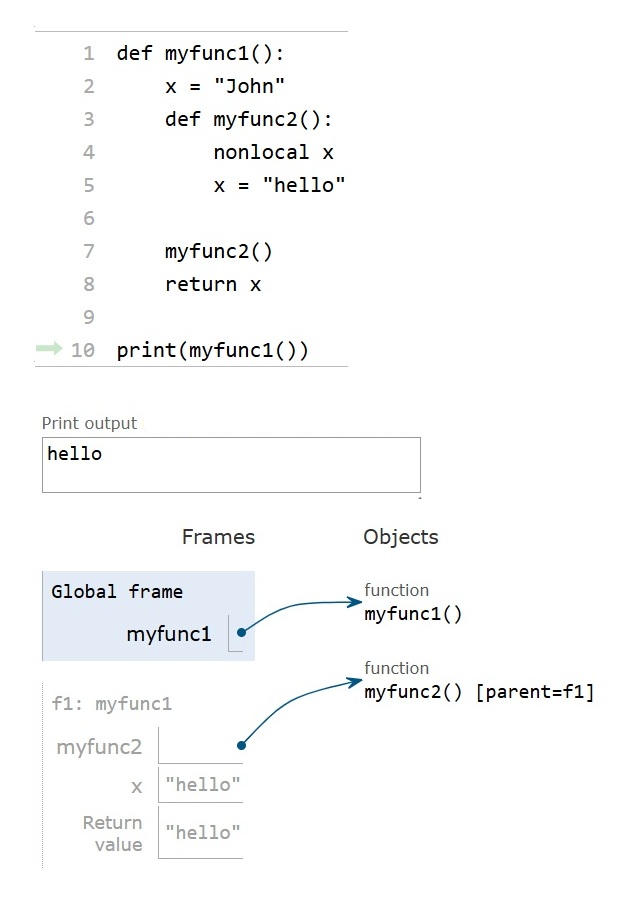 1 def myfunc1():
2     x = "John"
3     def myfunc2():
4         nonlocal x
5         x = "hello"
6
7     myfunc2()
8     return x
9
10 print(myfunc1())
Print output
hello
Frames Objects
Global frame
myfunc1
function
myfunc1()
function
myfunc2() [parent=f1]
f1: myfunc1
myfunc2
x "hello"
Return
value "hello"